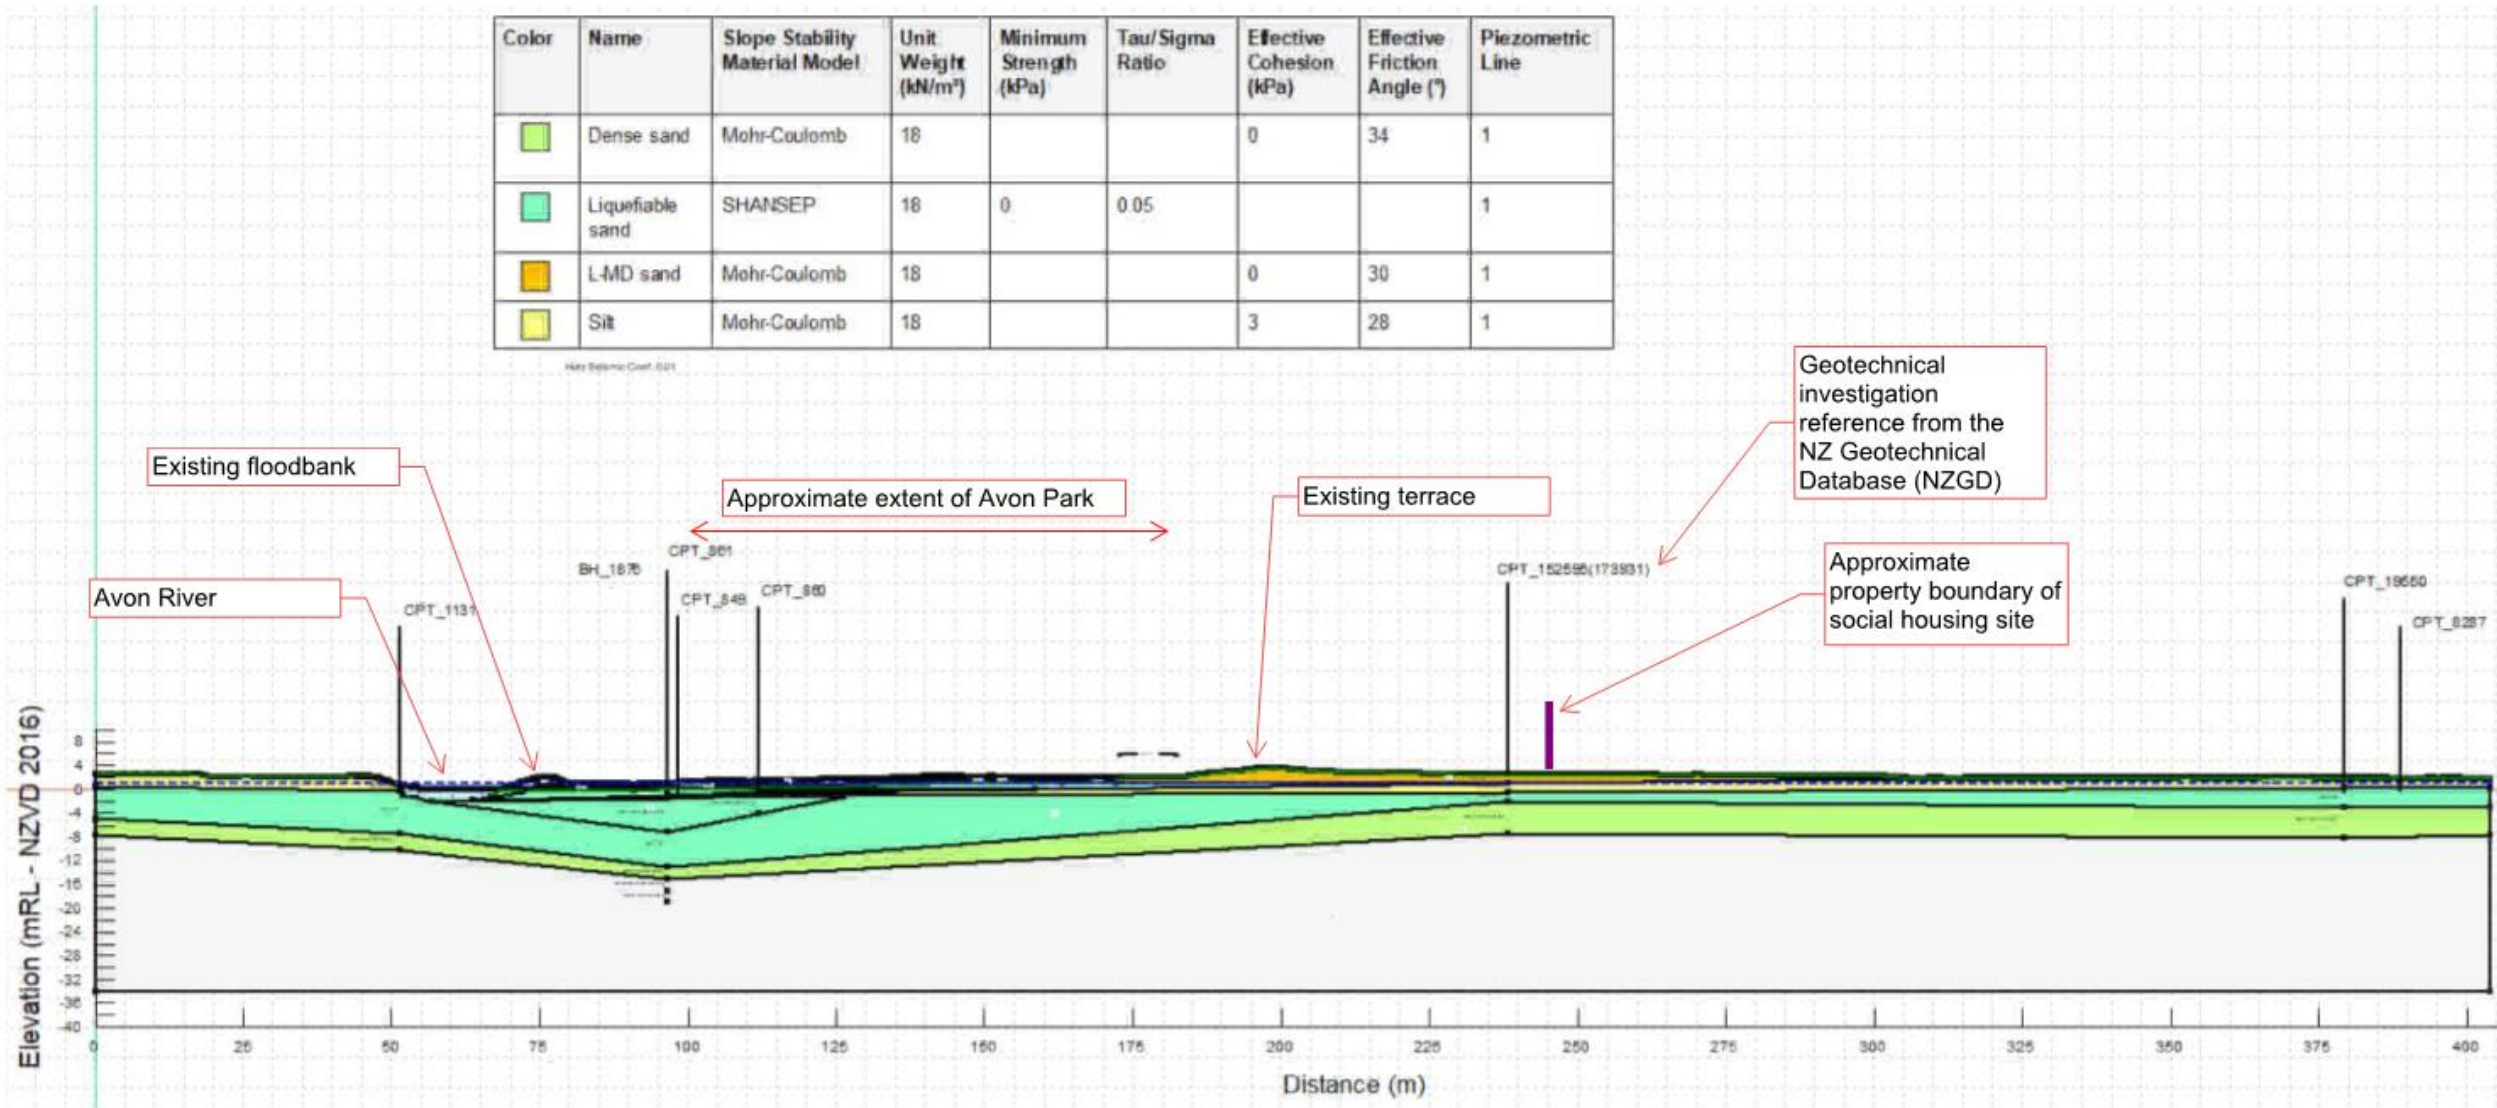 Color Name Slope Stability Unit Minimum Tau/Sigma Effective Effective Piezometric
Material Model Weight Strength Ratio Cohesion Friction Line
(kN/m³) (kPa) (kPa) Angle (°)
Dense sand Mohr-Coulomb 18 0 34 1
Liquefiable SHANSEP 18 0 0.05 1
sand
L-MD sand Mohr-Coulomb 18 0 30 1
Silt Mohr-Coulomb 18 3 28 1
Geotechnical
investigation
reference from the
NZ Geotechnical
Database (NZGD)
Existing floodbank
Approximate extent of Avon Park
Existing terrace
Approximate
property boundary of
social housing site
Avon River
CPT_1131
CPT_860
Elevation (mRL - NZVD 2016)
8
4
0
-4
-8
-12
-16
-20
-24
-28
-32
-36
-40
0 25 50 75 100 125 150 175 200 225 250 275 300 325 350 375 400
Distance (m)